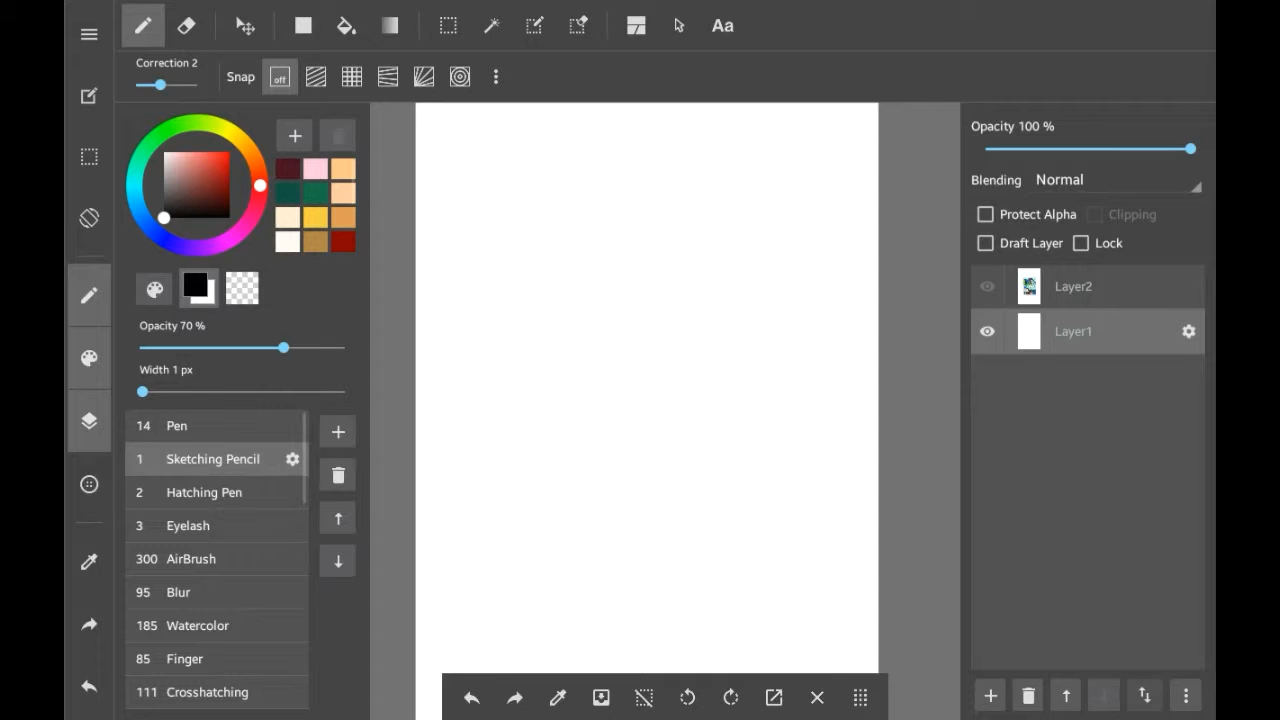 Aa
Correction 2
Snap
off
Opacity 70 %
Width 1 px
14 Pen
1 Sketching Pencil
2 Hatching Pen
3 Eyelash
300 AirBrush
95 Blur
185 Watercolor
85 Finger
111 Crosshatching
Opacity 100 %
Blending Normal
Protect Alpha Clipping
Draft Layer Lock
Layer2
Layer1